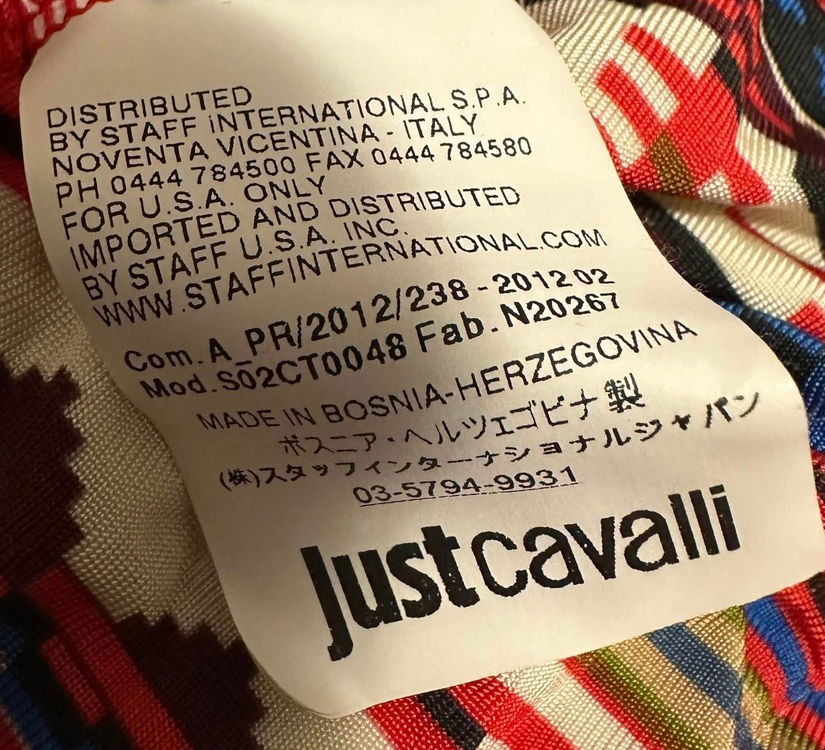 DISTRIBUTED
BY STAFF INTERNATIONAL S.P.A.
NOVENTA VICENTINA - ITALY
PH 0444 784500 FAX 0444 784580
FOR U.S.A. ONLY
IMPORTED AND DISTRIBUTED
BY STAFF U.S.A. INC.
WWW.STAFFINTERNATIONAL.COM
Com.A_PR/2012/238 - 2012 02
Mod.S02CT0048 Fab.N20267
MADE IN BOSNIA-HERZEGOVINA
ボスニア・ヘルツェゴビナ 製
(株)スタッフインターナショナルジャパン
03-5794-9931
justcavalli